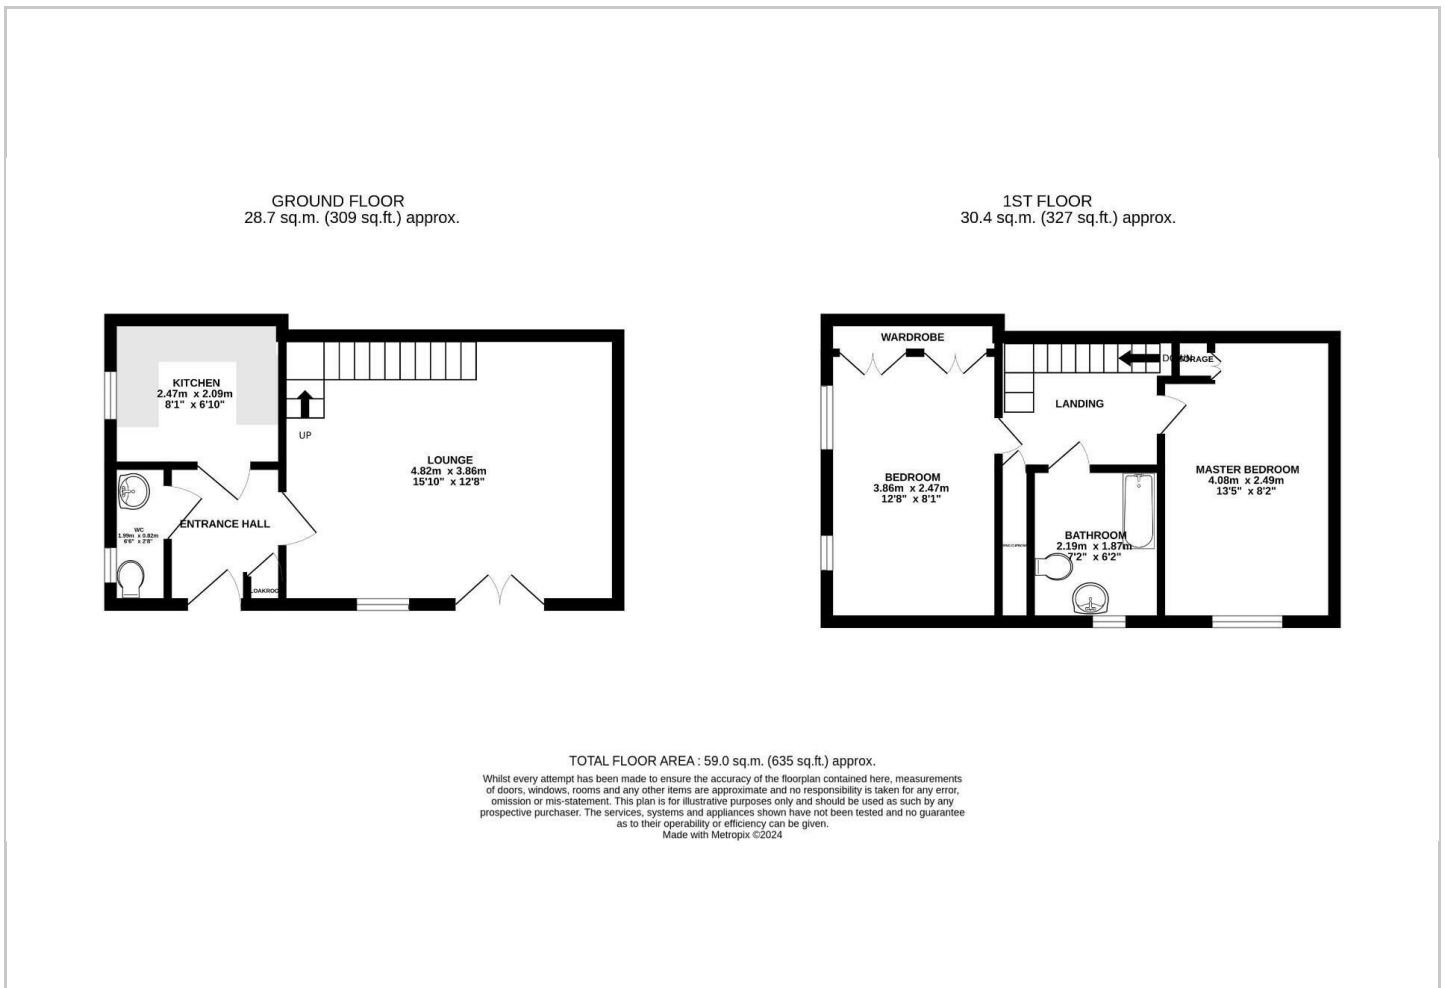 GROUND FLOOR
28.7 sq.m. (309 sq.ft.) approx.
KITCHEN
2.47m x 2.09m
8'1" x 6'10"
UP
LOUNGE
4.82m x 3.86m
15'10" x 12'8"
WC
1.99m x 0.82m
6'6" x 2'8"
ENTRANCE HALL
LOAKROO
1ST FLOOR
30.4 sq.m. (327 sq.ft.) approx.
WARDROBE
DOWN
ORAGE
LANDING
BEDROOM
3.86m x 2.47m
12'8" x 8'1"
MASTER BEDROOM
4.08m x 2.49m
13'5" x 8'2"
BATHROOM
2.19m x 1.87m
7'2" x 6'2"
TOTAL FLOOR AREA : 59.0 sq.m. (635 sq.ft.) approx.
Whilst every attempt has been made to ensure the accuracy of the floorplan contained here, measurements
of doors, windows, rooms and any other items are approximate and no responsibility is taken for any error,
omission or mis-statement. This plan is for illustrative purposes only and should be used as such by any
prospective purchaser. The services, systems and appliances shown have not been tested and no guarantee
as to their operability or efficiency can be given.
Made with Metropix ©2024